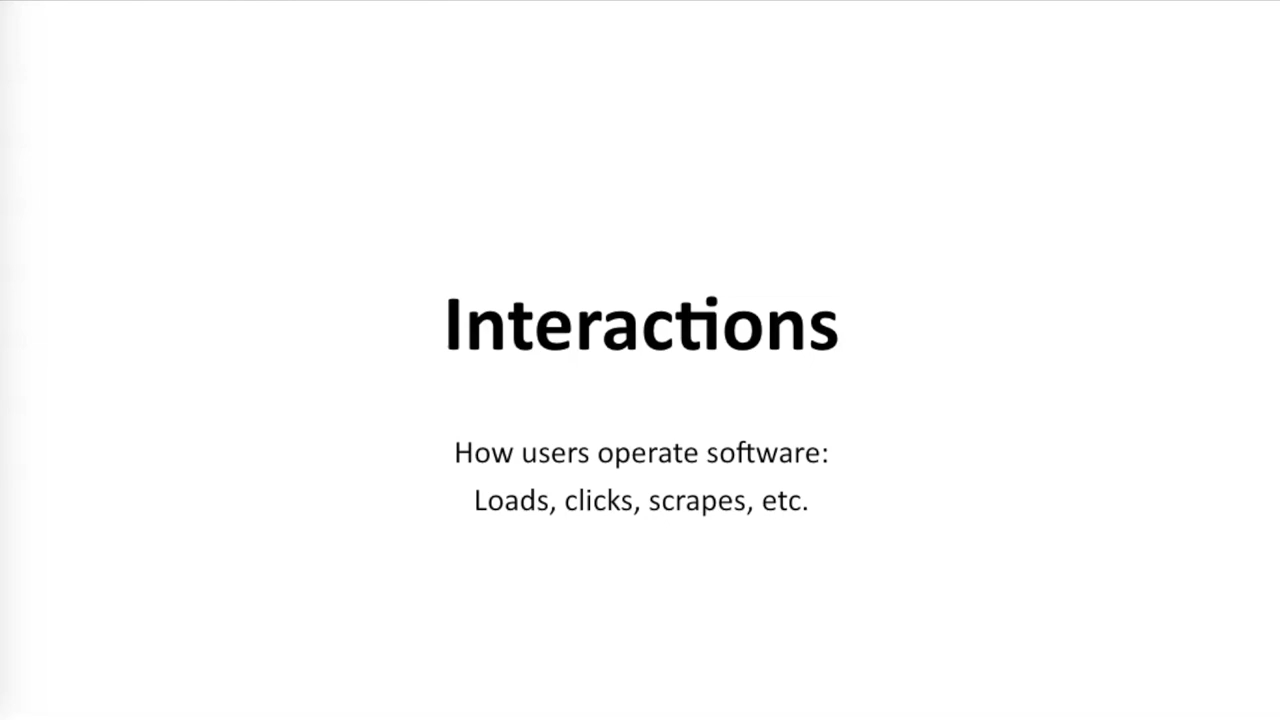 Interactions
How users operate software:
Loads, clicks, scrapes, etc.